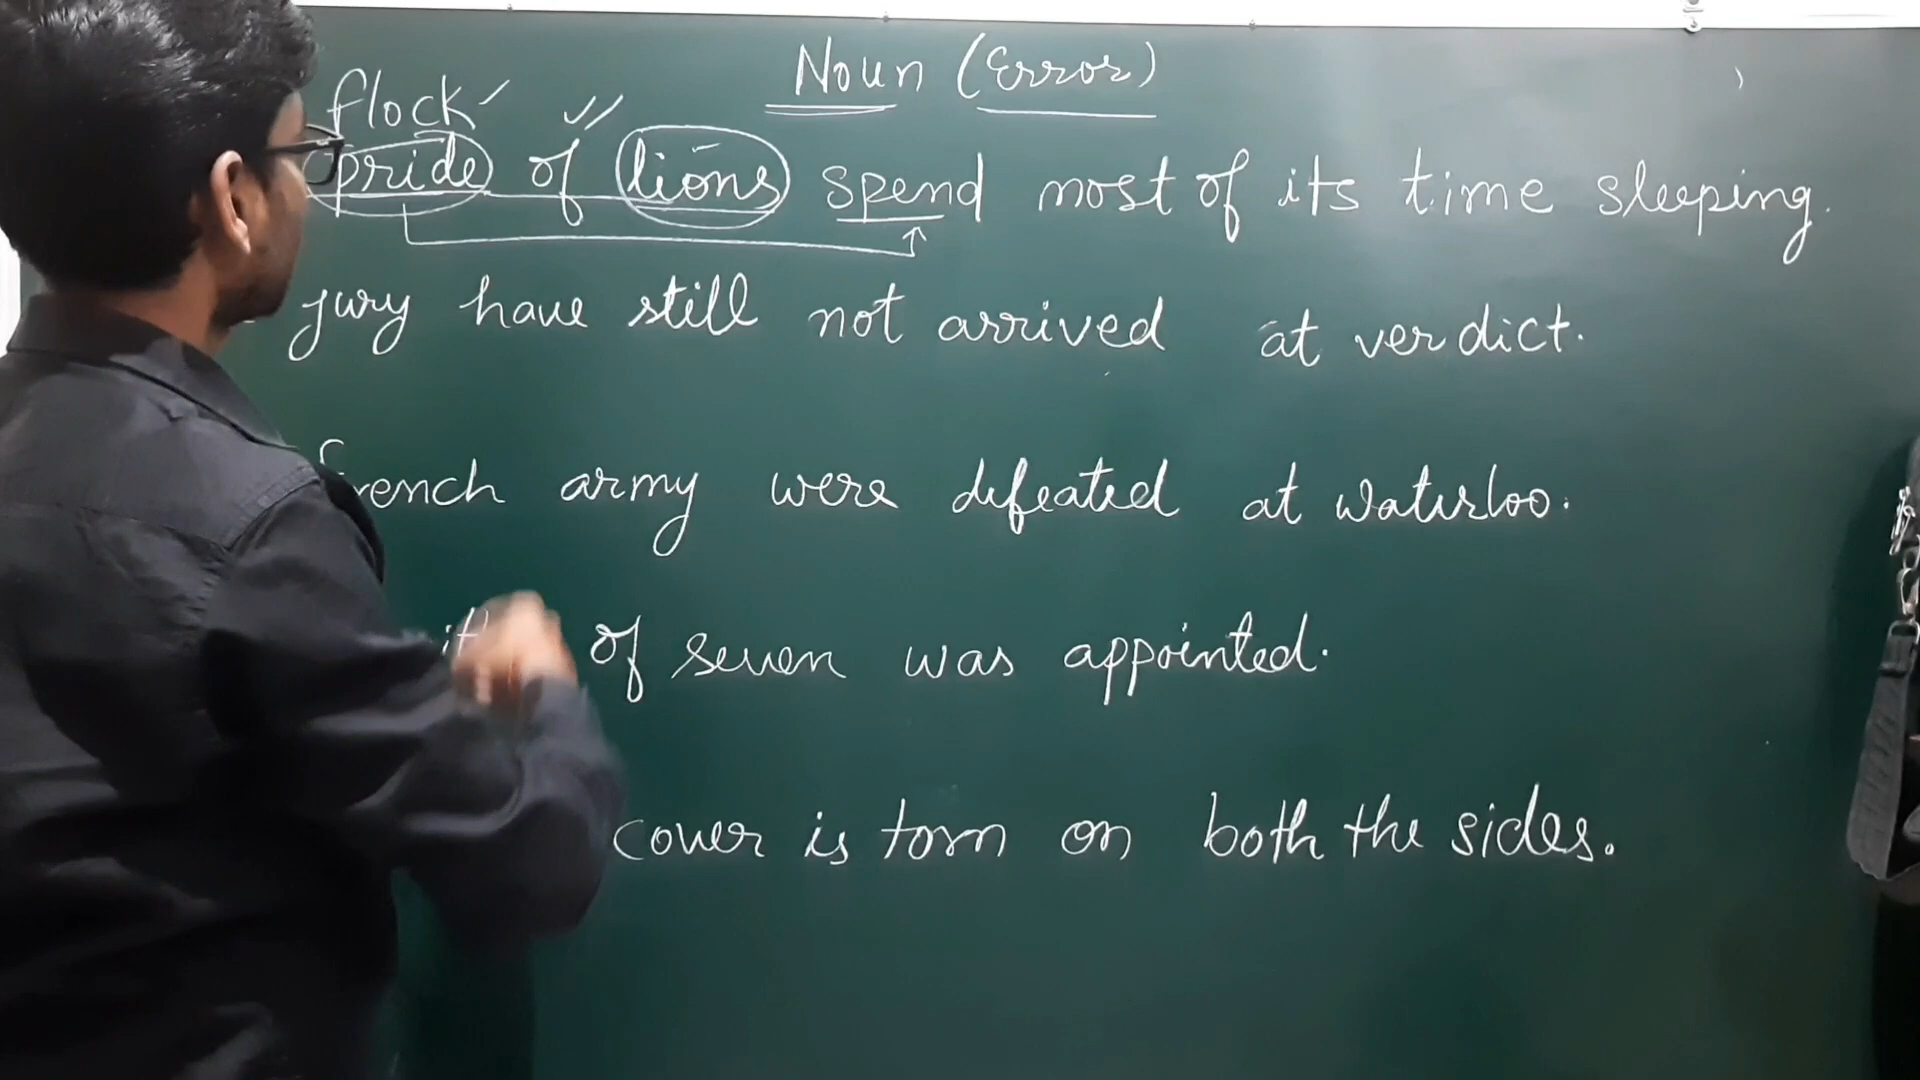 Noun (Error)
flock
pride of lions spend most of its time sleeping.
jury have still not arrived at verdict.
french army were defeated at waterloo.
of seven was appointed.
cover is torn on both the sides.